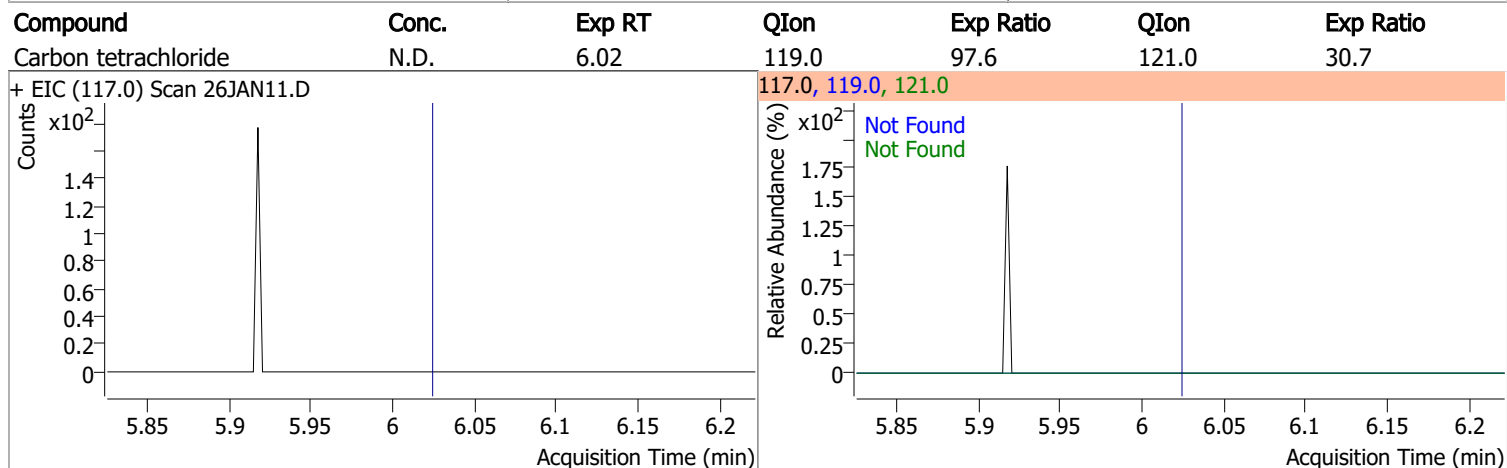 Compound Conc. Exp RT QIon Exp Ratio QIon Exp Ratio
Carbon tetrachloride N.D. 6.02 119.0 97.6 121.0 30.7
+ EIC (117.0) Scan 26JAN11.D
Counts
x10²
1.4
1.2
1
0.8
0.6
0.4
0.2
0
5.85 5.9 5.95 6 6.05 6.1 6.15 6.2
Acquisition Time (min)
117.0, 119.0, 121.0
Relative Abundance (%)
x10²
Not Found
Not Found
1.75
1.5
1.25
1
0.75
0.5
0.25
0
5.85 5.9 5.95 6 6.05 6.1 6.15 6.2
Acquisition Time (min)